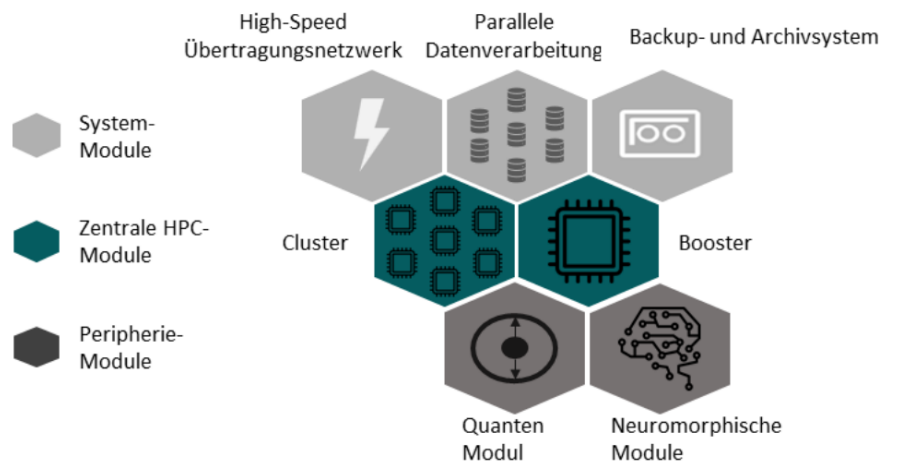 High-Speed
Übertragungsnetzwerk
Parallele
Datenverarbeitung
Backup- und Archivsystem
System-
Module
Zentrale HPC-
Module
Cluster
Booster
Peripherie-
Module
Quanten
Modul
Neuromorphische
Module